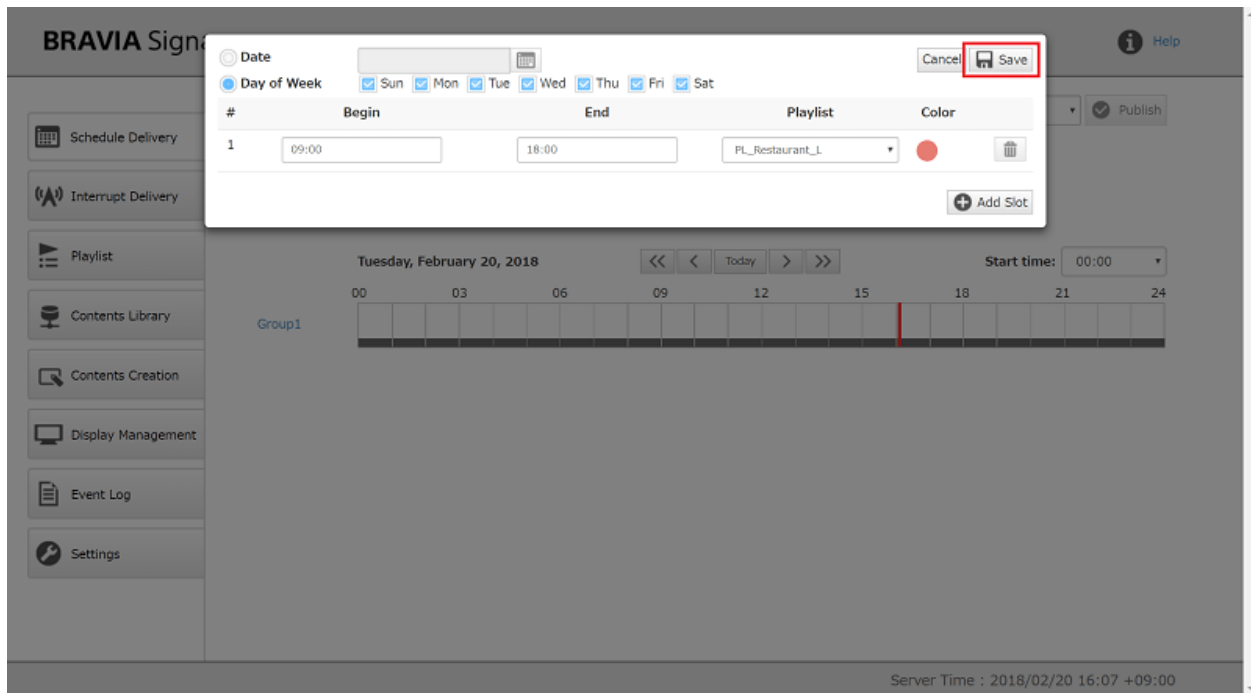 BRAVIA Signa
Help
Date
Cancel
Save
Day of Week
Sun Mon Tue Wed Thu Fri Sat
# Begin End Playlist Color
1 09:00 18:00 PL_Restaurant_L
Add Slot
Publish
Schedule Delivery
Interrupt Delivery
Playlist
Contents Library
Contents Creation
Display Management
Event Log
Settings
Tuesday, February 20, 2018 << < Today > >> Start time: 00:00
00 03 06 09 12 15 18 21 24
Group1
Server Time : 2018/02/20 16:07 +09:00